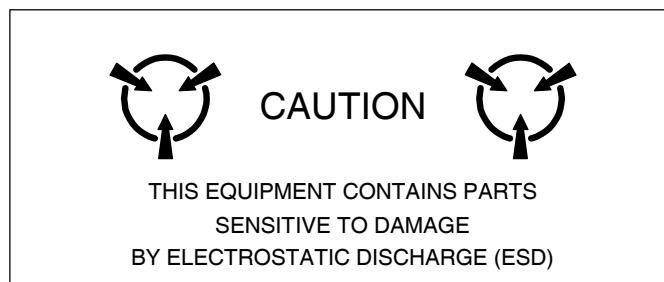 CAUTION
THIS EQUIPMENT CONTAINS PARTS
SENSITIVE TO DAMAGE
BY ELECTROSTATIC DISCHARGE (ESD)